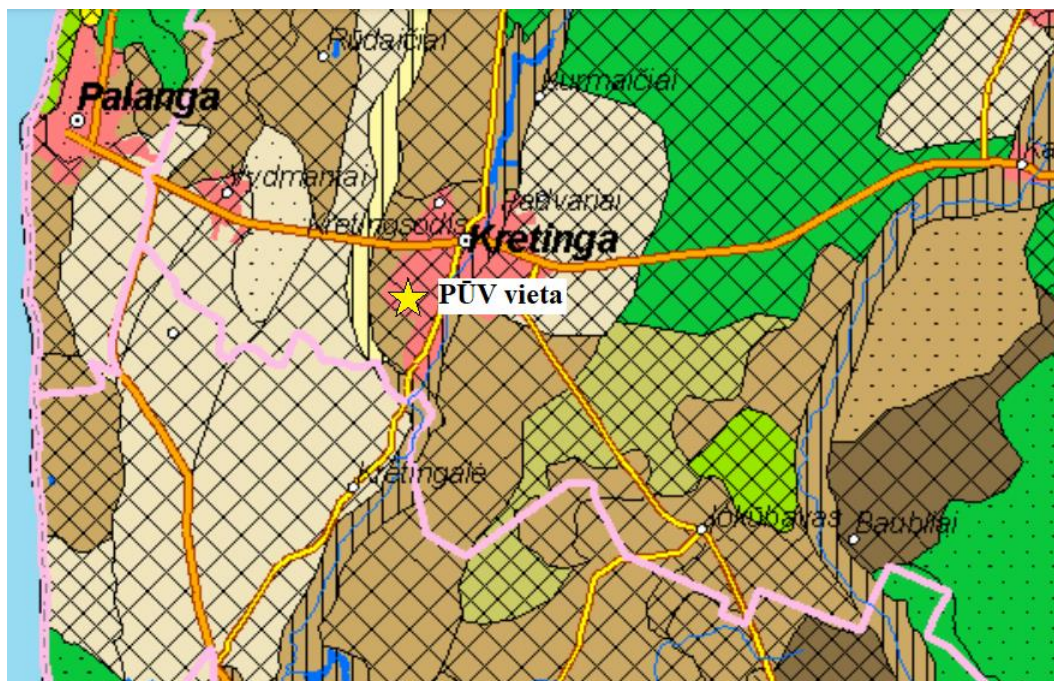 Rūdaičiai
Kurmaičiai
Palanga
Vydmantai
Padvariai
Kretingsodis
Kretinga
PŪV vieta
Kretingalė
Jokūbavas
Baubliai